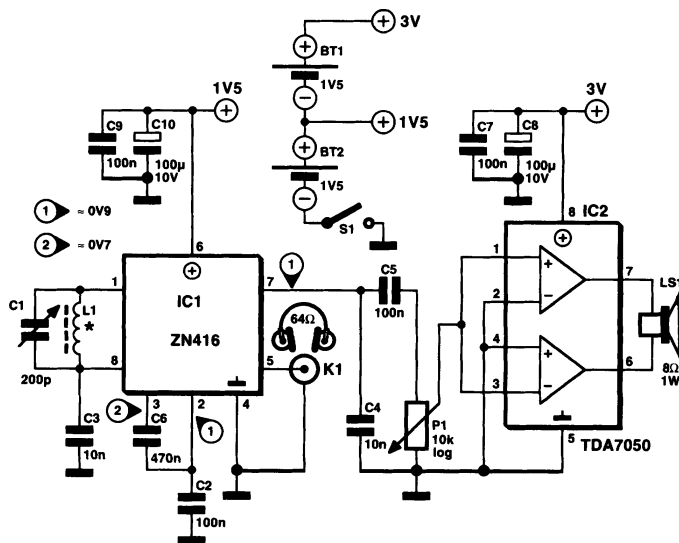 3V
BT1
1V5
1V5
BT2
1V5
S1
1V5
C9
C10
100n
100µ
10V
3V
C7
C8
100n
100µ
10V
1 ≈ 0V9
2 ≈ 0V7
6
IC1
ZN416
1
8
7
5
3
2
4
1
2
1
C1
200p
L1
*
C3
10n
C6
470n
C2
100n
64Ω
K1
C5
100n
C4
10n
P1
10k
log
8
IC2
1
2
4
3
7
6
5
TDA7050
LS1
8Ω
1W